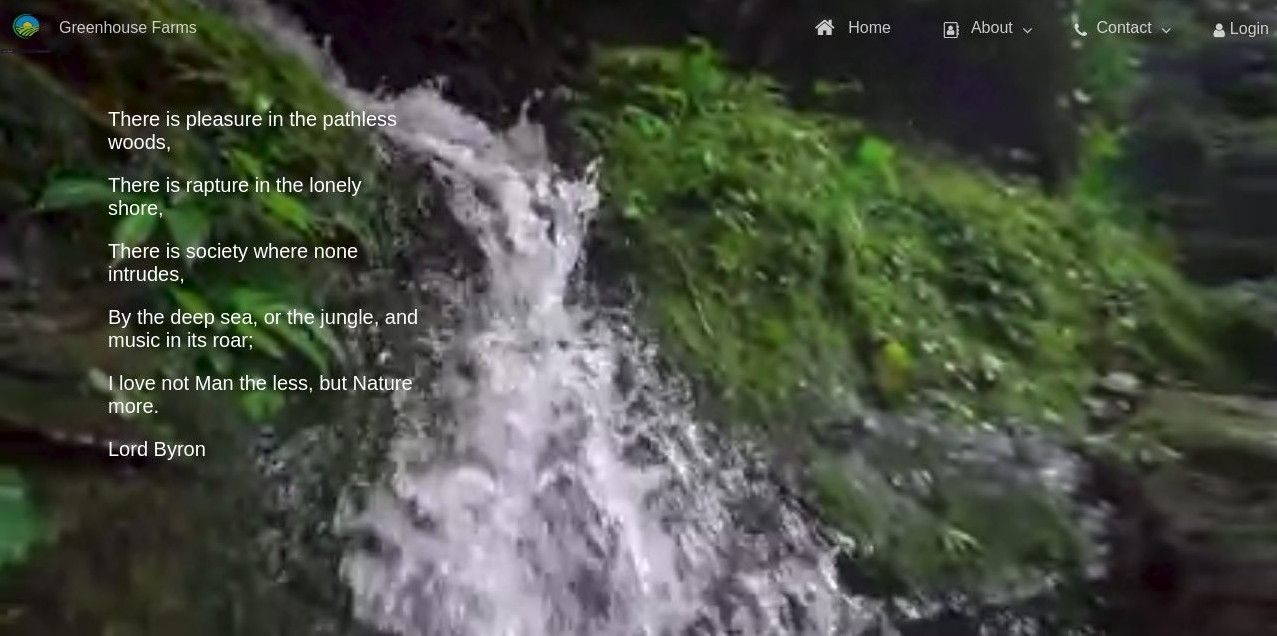 Greenhouse Farms
Home
About
Contact
Login
There is pleasure in the pathless
woods,
There is rapture in the lonely
shore,
There is society where none
intrudes,
By the deep sea, or the jungle, and
music in its roar;
I love not Man the less, but Nature
more.
Lord Byron